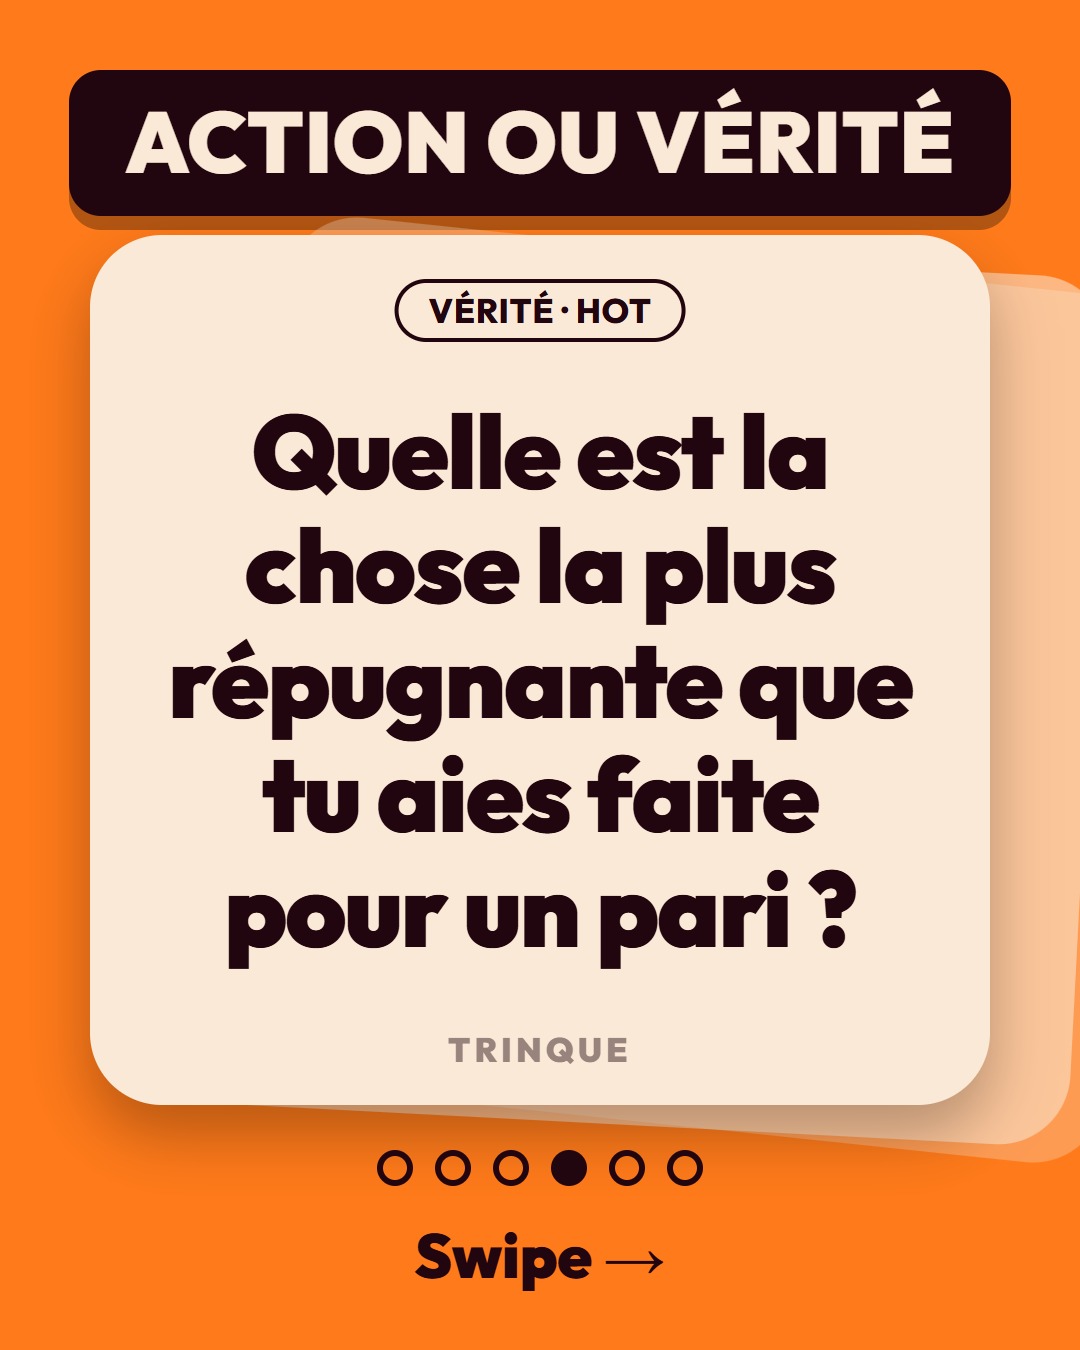 ACTION OU VÉRITÉ
VÉRITÉ · HOT
Quelle est la
chose la plus
répugnante que
tu aies faite
pour un pari ?
TRINQUE
Swipe →